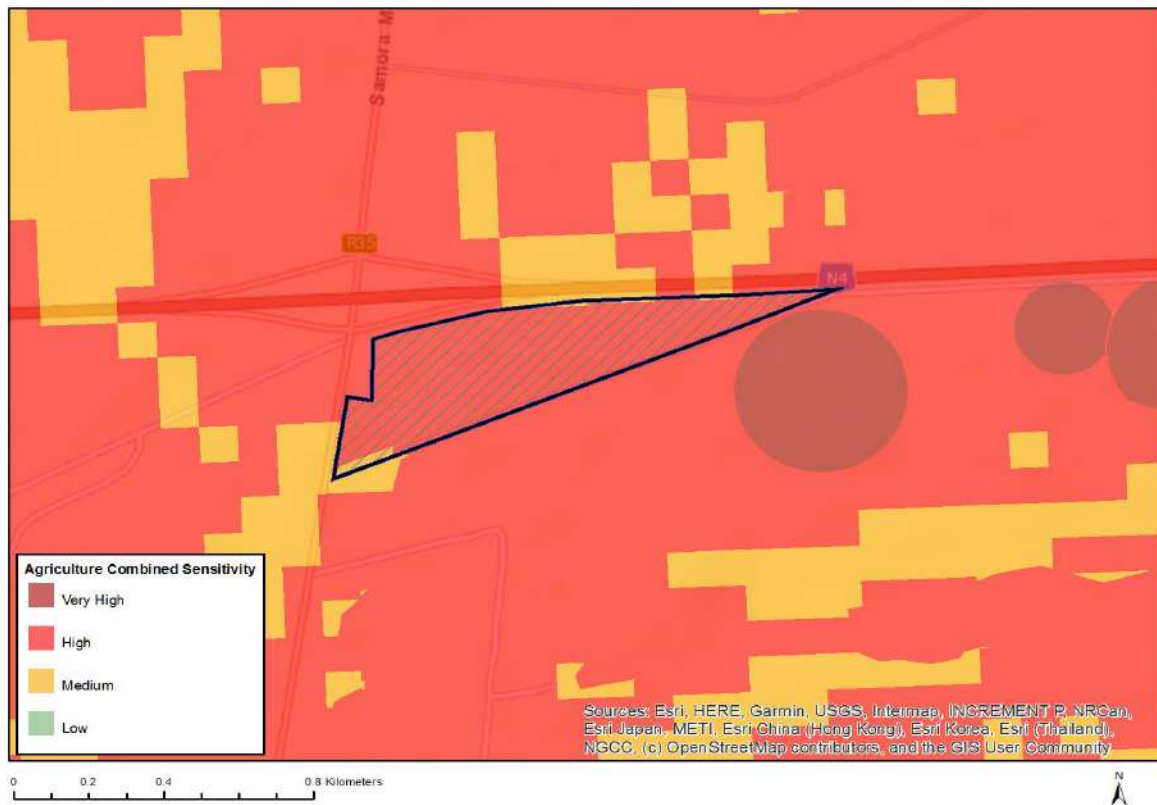 Samora M
R35
N4
Agriculture Combined Sensitivity
Very High
High
Medium
Low
Sources: Esri, HERE, Garmin, USGS, Intermap, INCREMENT P, NRCan,
Esri Japan, METI, Esri China (Hong Kong), Esri Korea, Esri (Thailand),
NGCC, (c) OpenStreetMap contributors, and the GIS User Community
0 0.2 0.4 0.8 Kilometers
N